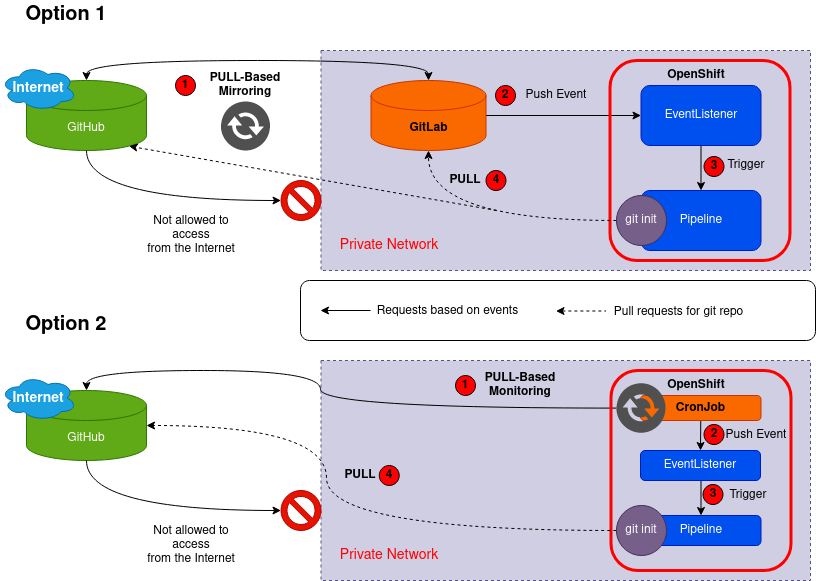 Option 1
Internet
GitHub
1
PULL-Based
Mirroring
GitLab
2
Push Event
OpenShift
EventListener
3
Trigger
PULL
4
git init
Pipeline
Not allowed to
access
from the Internet
Private Network
Requests based on events
Pull requests for git repo
Option 2
Internet
GitHub
1
PULL-Based
Monitoring
OpenShift
CronJob
2
Push Event
EventListener
3
Trigger
PULL
4
git init
Pipeline
Not allowed to
access
from the Internet
Private Network